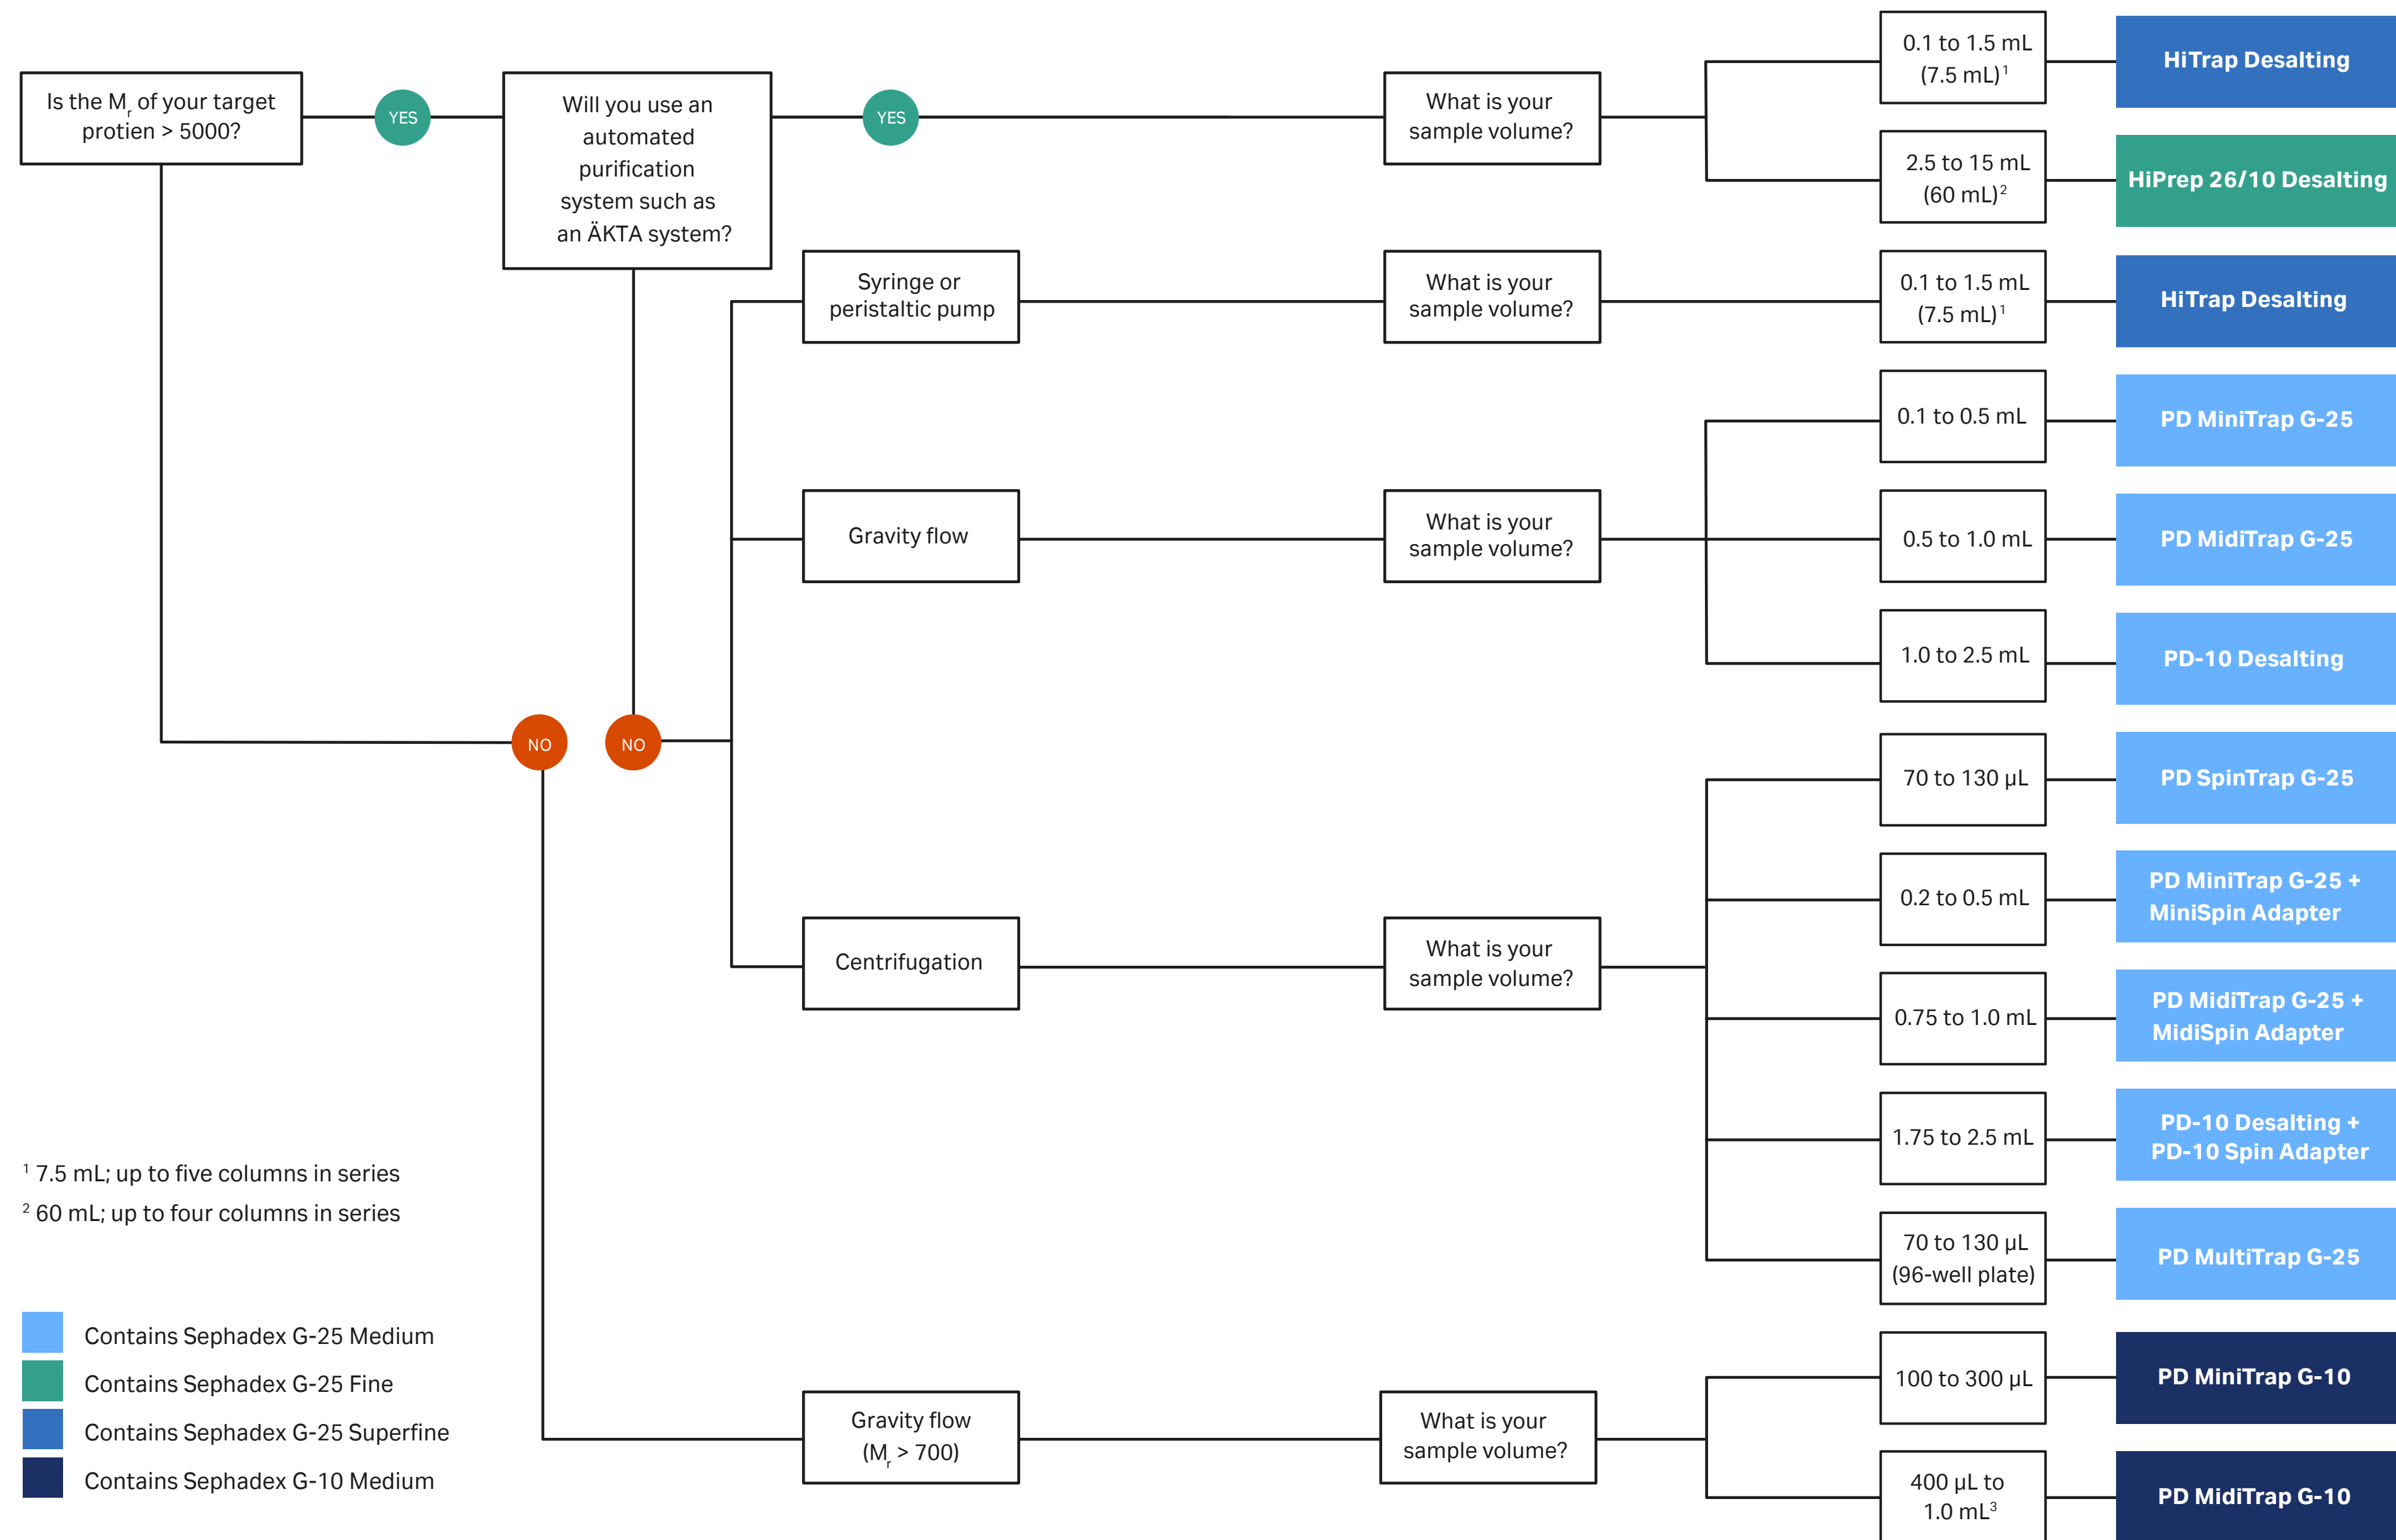 Is the Mr of your target
protien > 5000?
YES
Will you use an
automated
purification
system such as
an ÄKTA system?
YES
What is your
sample volume?
0.1 to 1.5 mL
(7.5 mL)1
HiTrap Desalting
2.5 to 15 mL
(60 mL)2
HiPrep 26/10 Desalting
Syringe or
peristaltic pump
What is your
sample volume?
0.1 to 1.5 mL
(7.5 mL)1
HiTrap Desalting
0.1 to 0.5 mL
PD MiniTrap G-25
Gravity flow
What is your
sample volume?
0.5 to 1.0 mL
PD MidiTrap G-25
1.0 to 2.5 mL
PD-10 Desalting
NO
NO
70 to 130 µL
PD SpinTrap G-25
0.2 to 0.5 mL
PD MiniTrap G-25 +
MiniSpin Adapter
Centrifugation
What is your
sample volume?
0.75 to 1.0 mL
PD MidiTrap G-25 +
MidiSpin Adapter
1.75 to 2.5 mL
PD-10 Desalting +
PD-10 Spin Adapter
70 to 130 µL
(96-well plate)
PD MultiTrap G-25
Gravity flow
(Mr > 700)
What is your
sample volume?
100 to 300 µL
PD MiniTrap G-10
400 µL to
1.0 mL3
PD MidiTrap G-10
1 7.5 mL; up to five columns in series
2 60 mL; up to four columns in series
Contains Sephadex G-25 Medium
Contains Sephadex G-25 Fine
Contains Sephadex G-25 Superfine
Contains Sephadex G-10 Medium